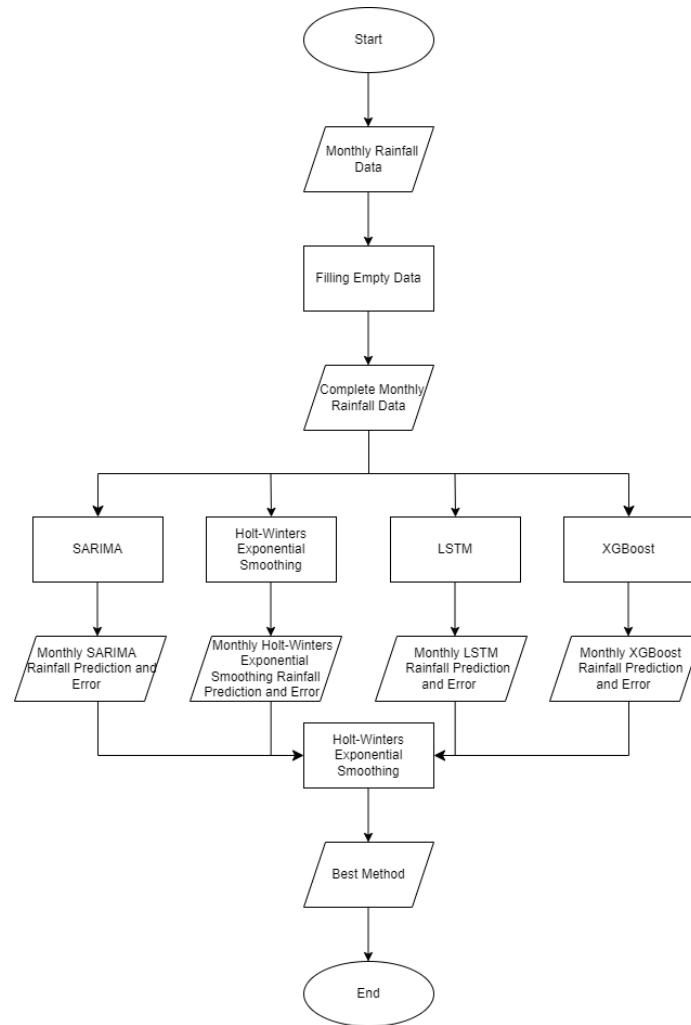 Start
Monthly Rainfall
Data
Filling Empty Data
Complete Monthly
Rainfall Data
SARIMA
Holt-Winters
Exponential
Smoothing
LSTM
XGBoost
Monthly SARIMA
Rainfall Prediction and
Error
Monthly Holt-Winters
Exponential
Smoothing Rainfall
Prediction and Error
Monthly LSTM
Rainfall Prediction
and Error
Monthly XGBoost
Rainfall Prediction
and Error
Holt-Winters
Exponential
Smoothing
Best Method
End